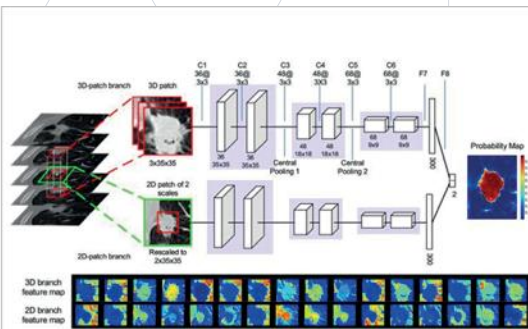 C1 C2 C3 C4 C5 C6 F7 F8
36@ 36@ 48@ 48@ 68@ 68@
3x3 3x3 3x3 3X3 3x3 3x3
3D-patch branch
3D patch
3x35x35
36
35x35
36
35x35
48
18x18
48
18x18
68
9x9
68
9x9
Central
Pooling 1
Central
Pooling 2
300
Probability Map
2D patch of 2
scales
2
Rescaled to
2x35x35
2D-patch branch
300
3D branch
feature map
2D branch
feature map